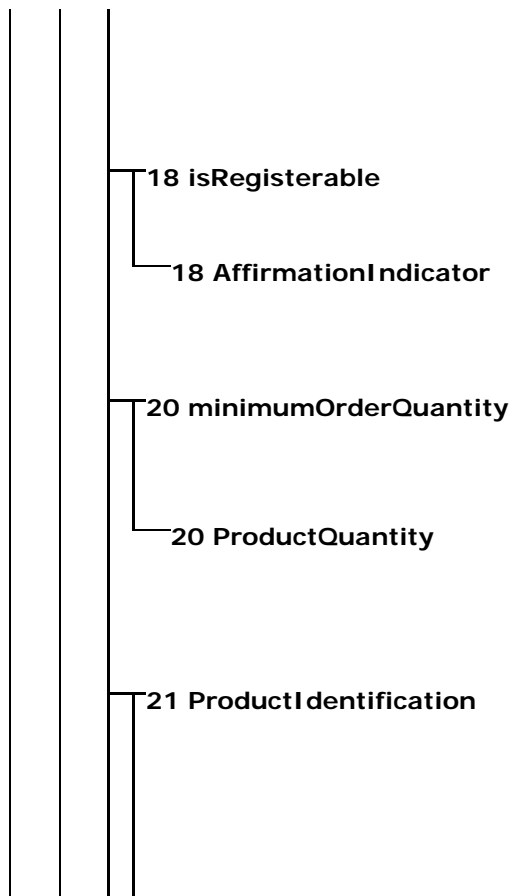 18 isRegisterable
18 AffirmationIndicator
20 minimumOrderQuantity
20 ProductQuantity
21 ProductIdentification